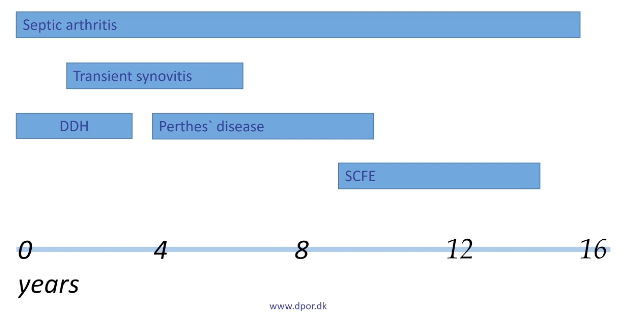 Septic arthritis
Transient synovitis
DDH
Perthes` disease
SCFE
0 4 8 12 16
years
www.dpor.dk